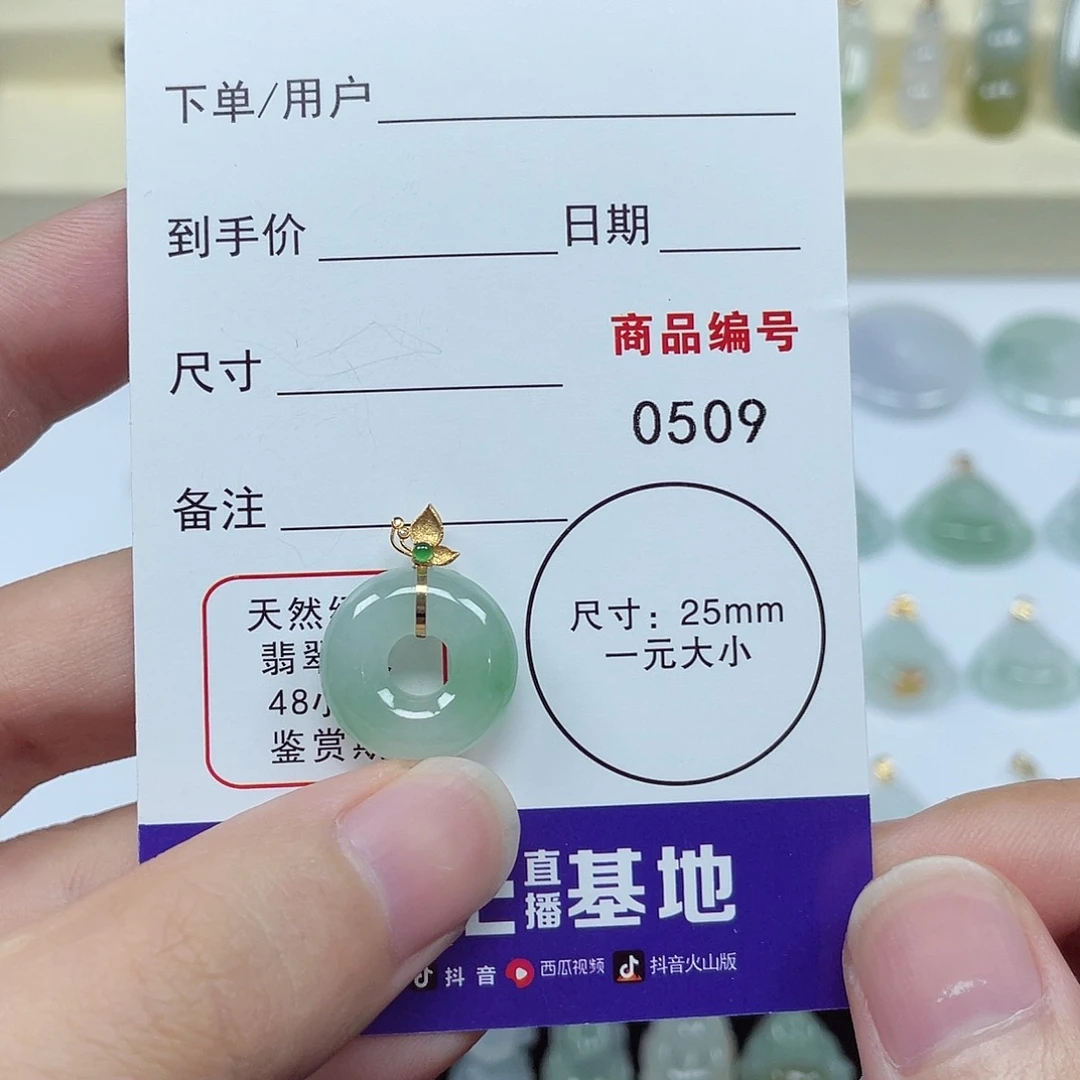 下单/用户
到手价 日期
尺寸
商品编号
0509
备注
天然
翡翠
48小
鉴赏期
尺寸：25mm
一元大小
直播基地
抖音 西瓜视频 抖音火山版